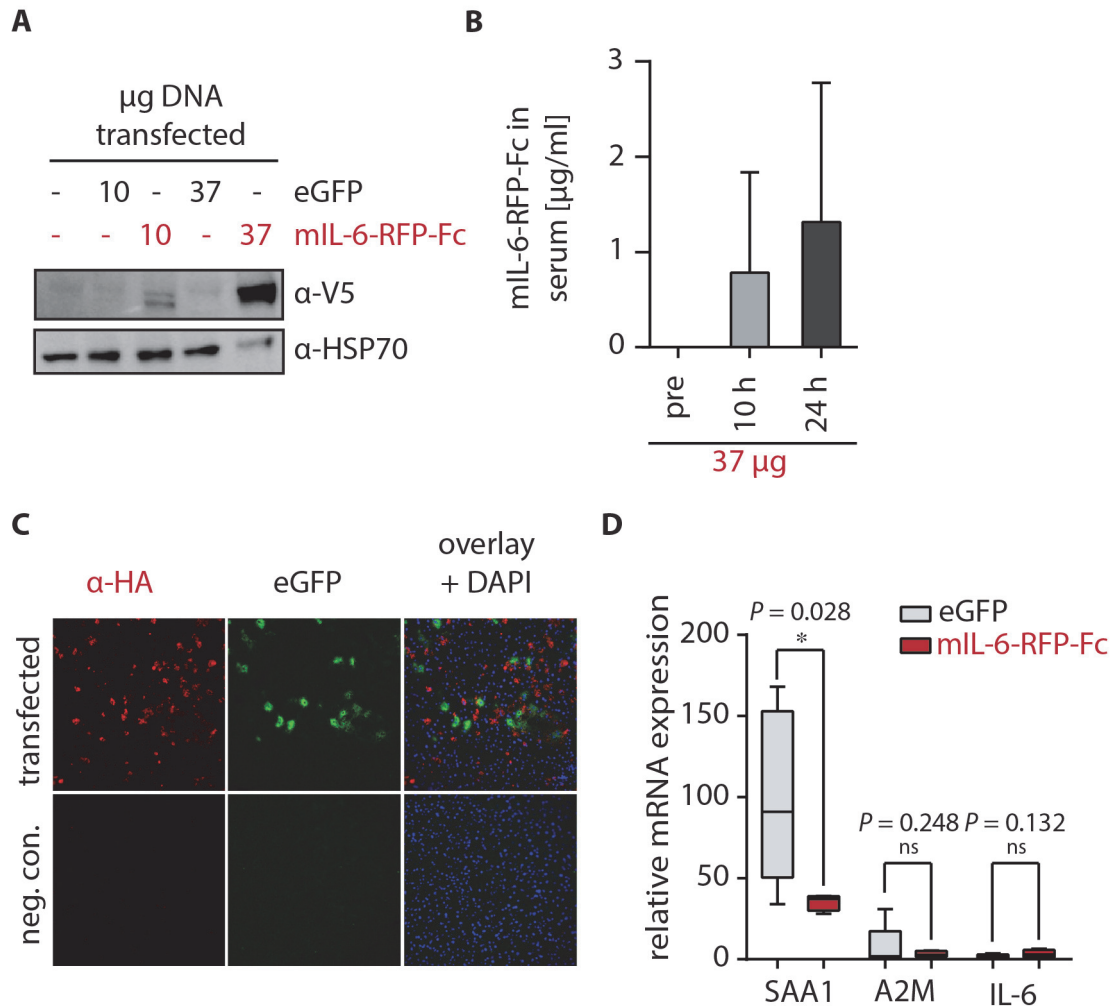 A
µg DNA
transfected
- 10 - 37 - eGFP
- - 10 - 37 mIL-6-RFP-Fc
α-V5
α-HSP70
B
mIL-6-RFP-Fc in
serum [µg/ml]
3
2
1
0
pre
10 h
24 h
37 µg
C
α-HA
eGFP
overlay
+ DAPI
transfected
neg. con.
D
eGFP
mIL-6-RFP-Fc
relative mRNA expression
200
150
100
50
0
P = 0.028
*
P = 0.248
ns
P = 0.132
ns
SAA1
A2M
IL-6